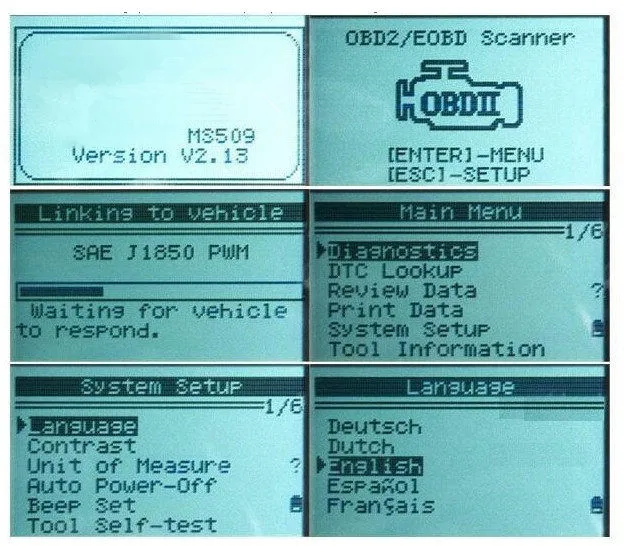 MS509
Version V2.13
OBD2/EOBD Scanner
OBDII
[ENTER]-MENU
[ESC]-SETUP
Linking to vehicle
SAE J1850 PWM
Waiting for vehicle
to respond.
Main Menu
1/6
Diagnostics
DTC Lookup
Review Data ?
Print Data
System Setup
Tool Information
System Setup
1/6
Language
Contrast
Unit of Measure ?
Auto Power-Off
Beep Set
Tool Self-test
Language
Deutsch
Dutch
English
Español
Français